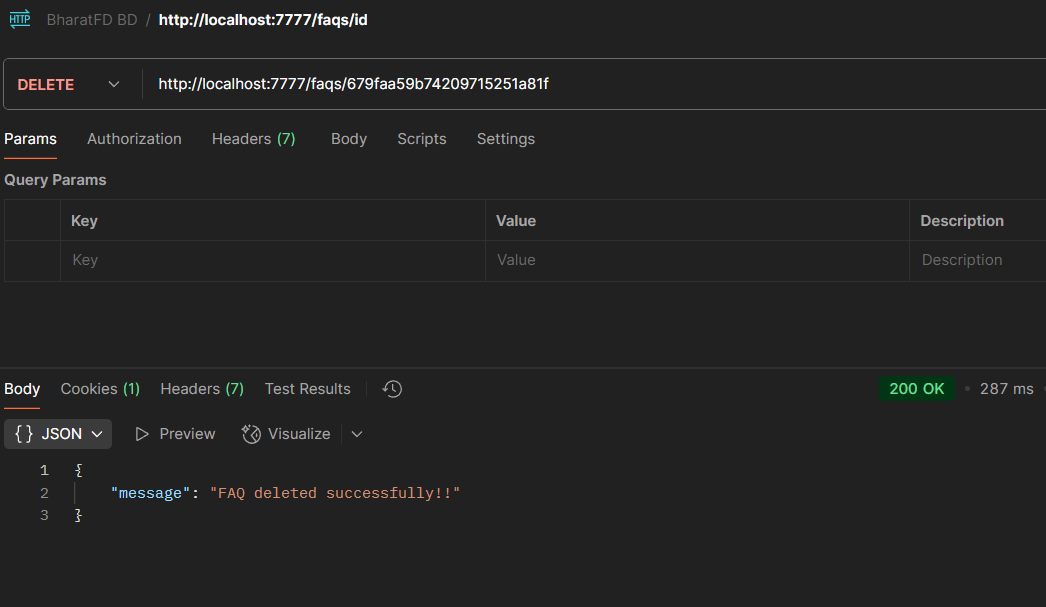 HTTP BharatFD BD / http://localhost:7777/faqs/id
DELETE http://localhost:7777/faqs/679faa59b74209715251a81f
Params Authorization Headers (7) Body Scripts Settings
Query Params
Key Value Description
Key Value Description
Body Cookies (1) Headers (7) Test Results 200 OK • 287 ms
{} JSON Preview Visualize
1 {
2 "message": "FAQ deleted successfully!!"
3 }